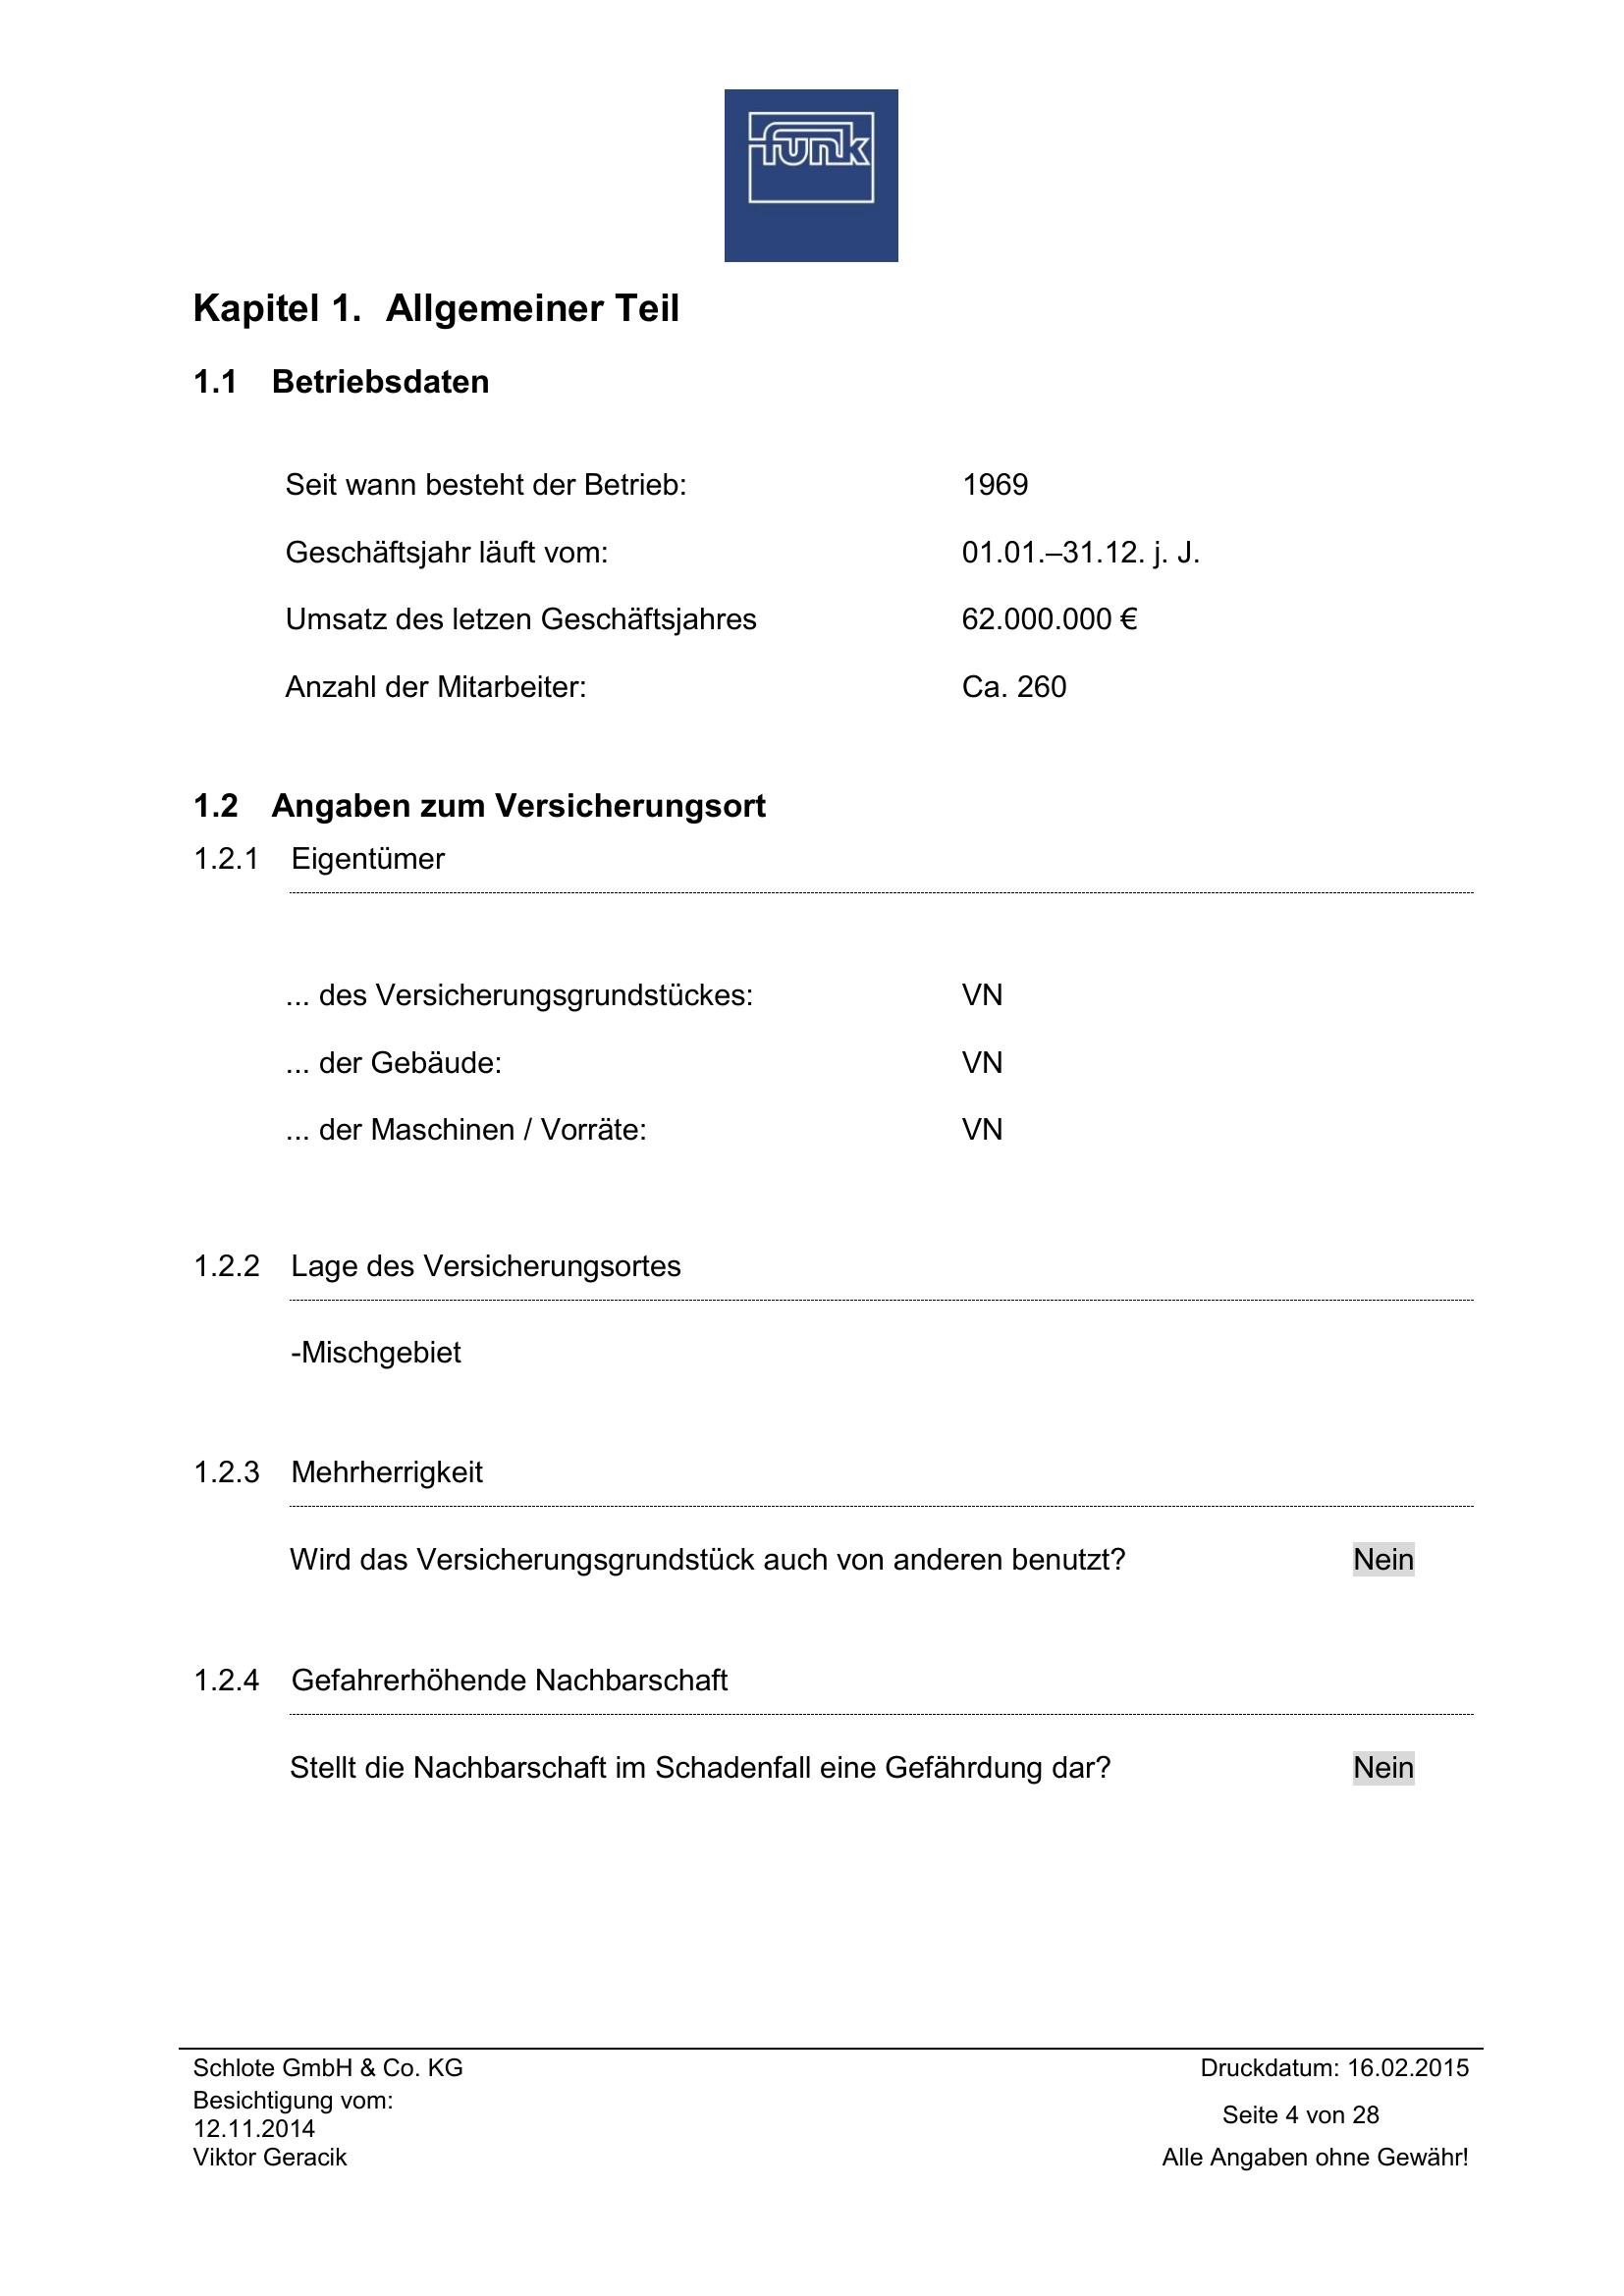 funk
Kapitel 1. Allgemeiner Teil
1.1 Betriebsdaten
Seit wann besteht der Betrieb: 1969
Geschäftsjahr läuft vom: 01.01.–31.12. j. J.
Umsatz des letzen Geschäftsjahres 62.000.000 €
Anzahl der Mitarbeiter: Ca. 260
1.2 Angaben zum Versicherungsort
1.2.1 Eigentümer
... des Versicherungsgrundstückes: VN
... der Gebäude: VN
... der Maschinen / Vorräte: VN
1.2.2 Lage des Versicherungsortes
-Mischgebiet
1.2.3 Mehrherrigkeit
Wird das Versicherungsgrundstück auch von anderen benutzt? Nein
1.2.4 Gefahrerhöhende Nachbarschaft
Stellt die Nachbarschaft im Schadenfall eine Gefährdung dar? Nein
Schlote GmbH & Co. KG Druckdatum: 16.02.2015
Besichtigung vom:
12.11.2014 Seite 4 von 28
Viktor Geracik Alle Angaben ohne Gewähr!